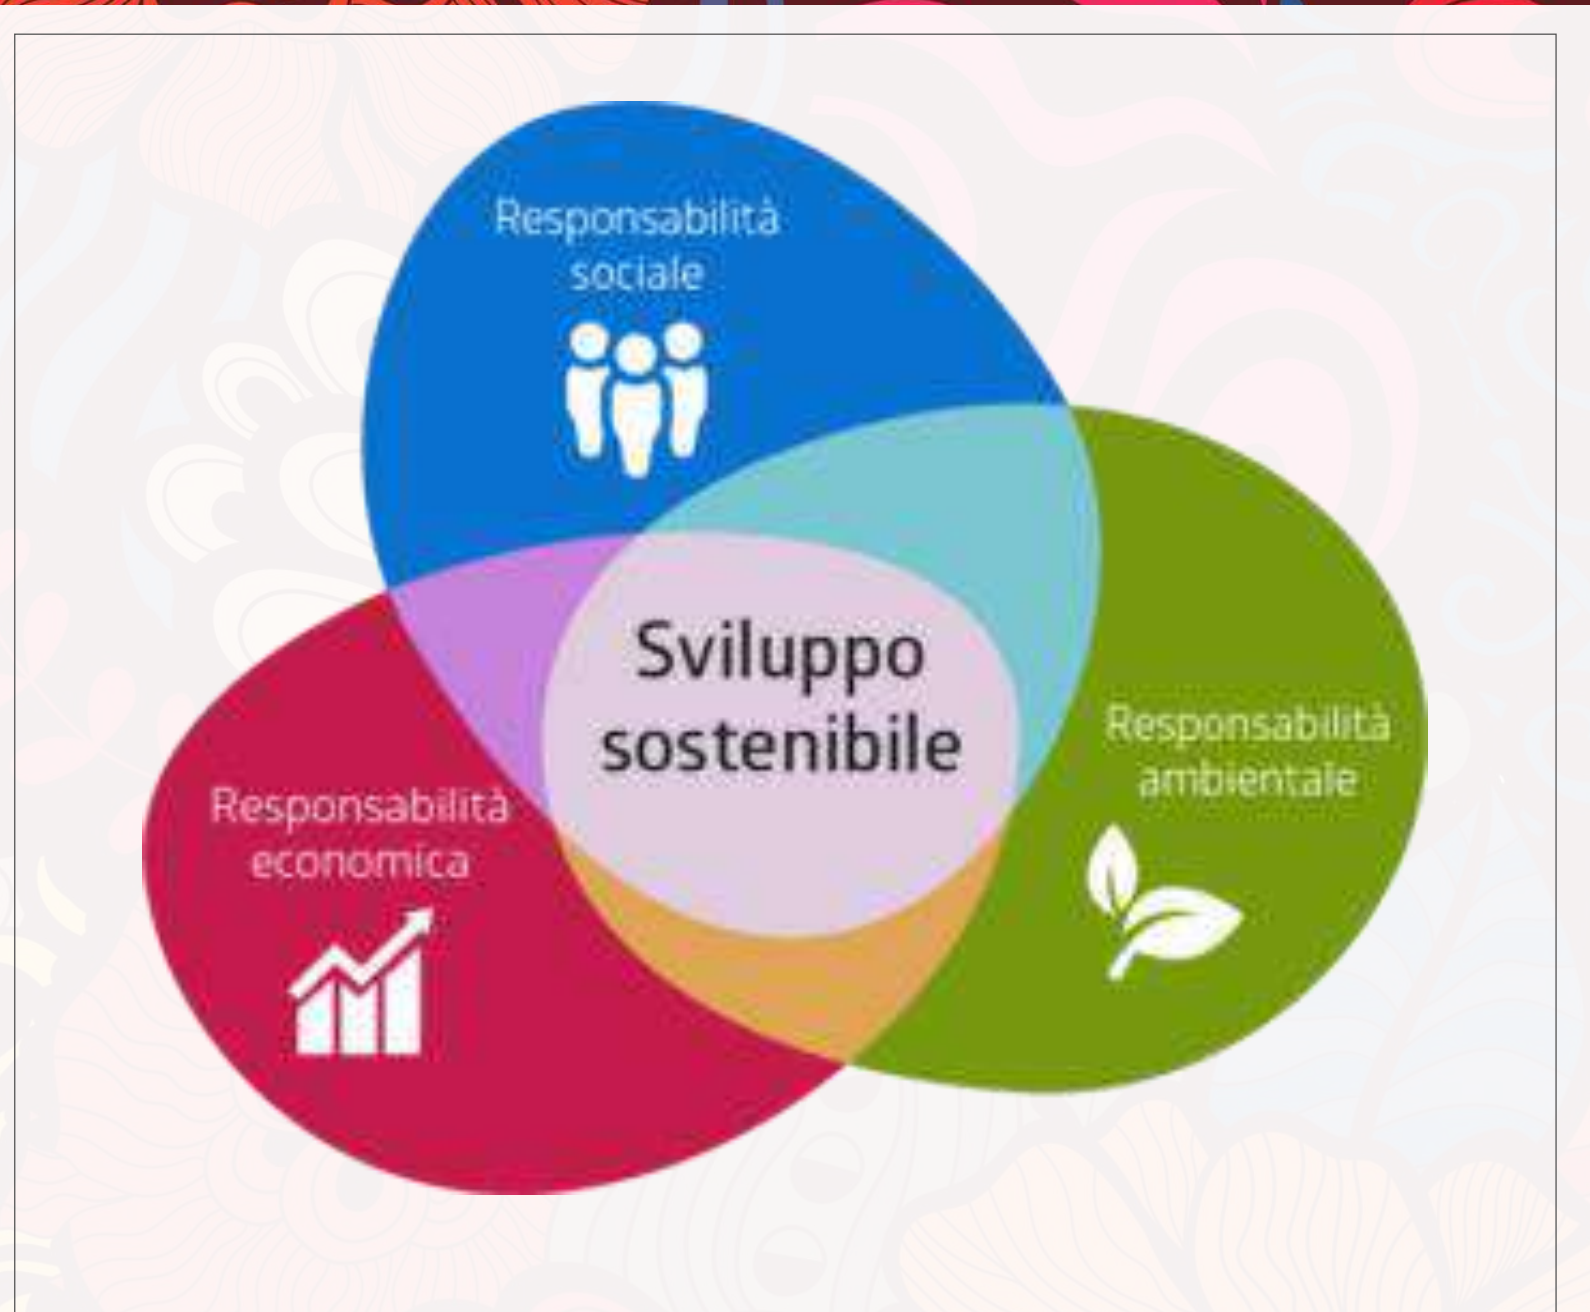 Responsabilità
sociale
Sviluppo
sostenibile
Responsabilità
ambientale
Responsabilità
economica